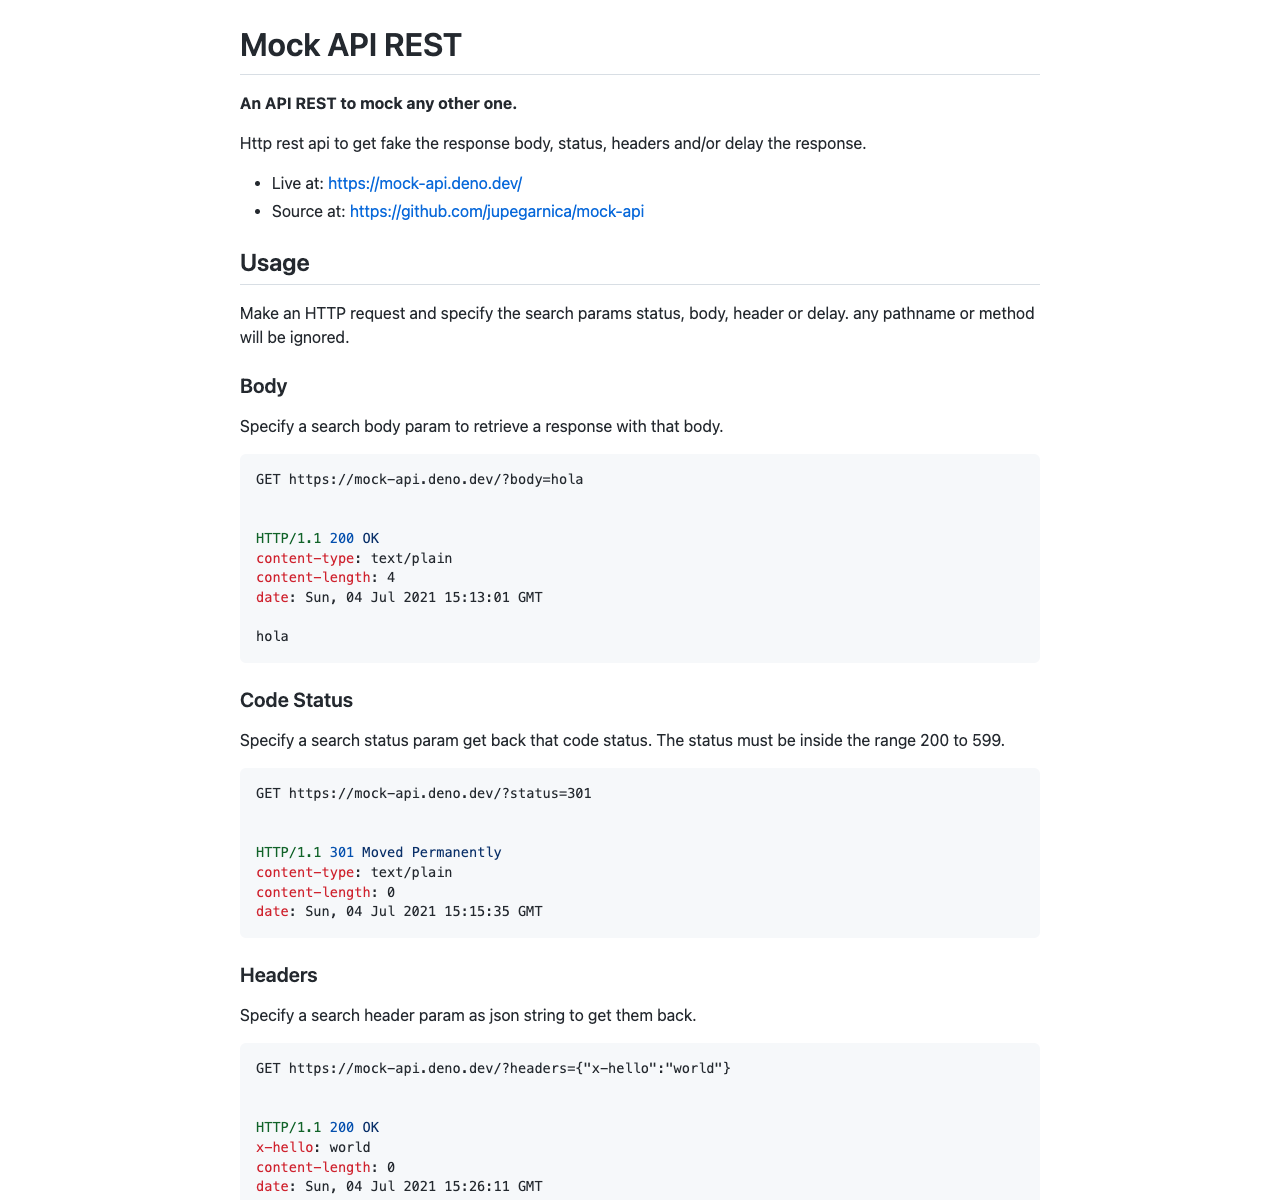 Mock API REST
An API REST to mock any other one.
Http rest api to get fake the response body, status, headers and/or delay the response.
• Live at: https://mock-api.deno.dev/
• Source at: https://github.com/jupegarnica/mock-api
Usage
Make an HTTP request and specify the search params status, body, header or delay. any pathname or method
will be ignored.
Body
Specify a search body param to retrieve a response with that body.
GET https://mock-api.deno.dev/?body=hola
HTTP/1.1 200 OK
content-type: text/plain
content-length: 4
date: Sun, 04 Jul 2021 15:13:01 GMT
hola
Code Status
Specify a search status param get back that code status. The status must be inside the range 200 to 599.
GET https://mock-api.deno.dev/?status=301
HTTP/1.1 301 Moved Permanently
content-type: text/plain
content-length: 0
date: Sun, 04 Jul 2021 15:15:35 GMT
Headers
Specify a search header param as json string to get them back.
GET https://mock-api.deno.dev/?headers={"x-hello":"world"}
HTTP/1.1 200 OK
x-hello: world
content-length: 0
date: Sun, 04 Jul 2021 15:26:11 GMT